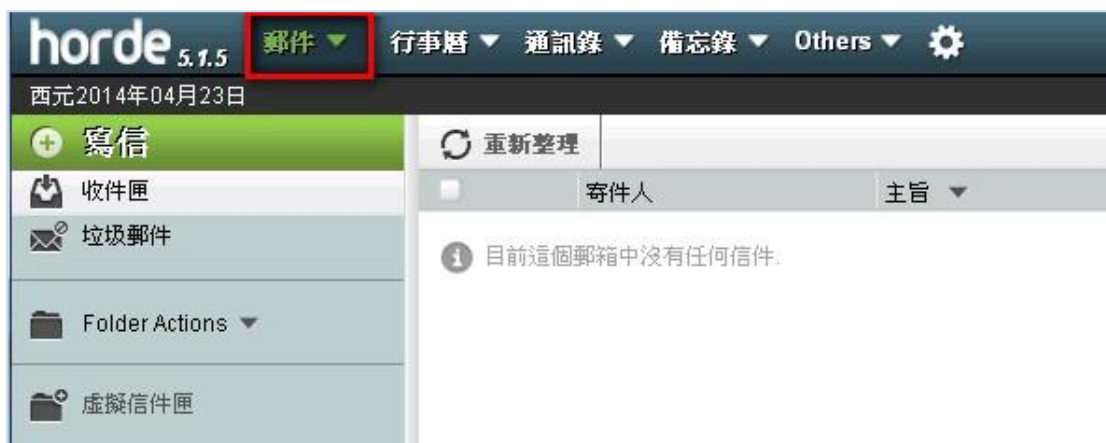 horde 5.1.5 郵件 行事曆 通訊錄 備忘錄 Others
西元2014年04月23日
寫信
重新整理
收件匣
寄件人 主旨
垃圾郵件
目前這個郵箱中沒有任何信件.
Folder Actions
虛擬信件匣